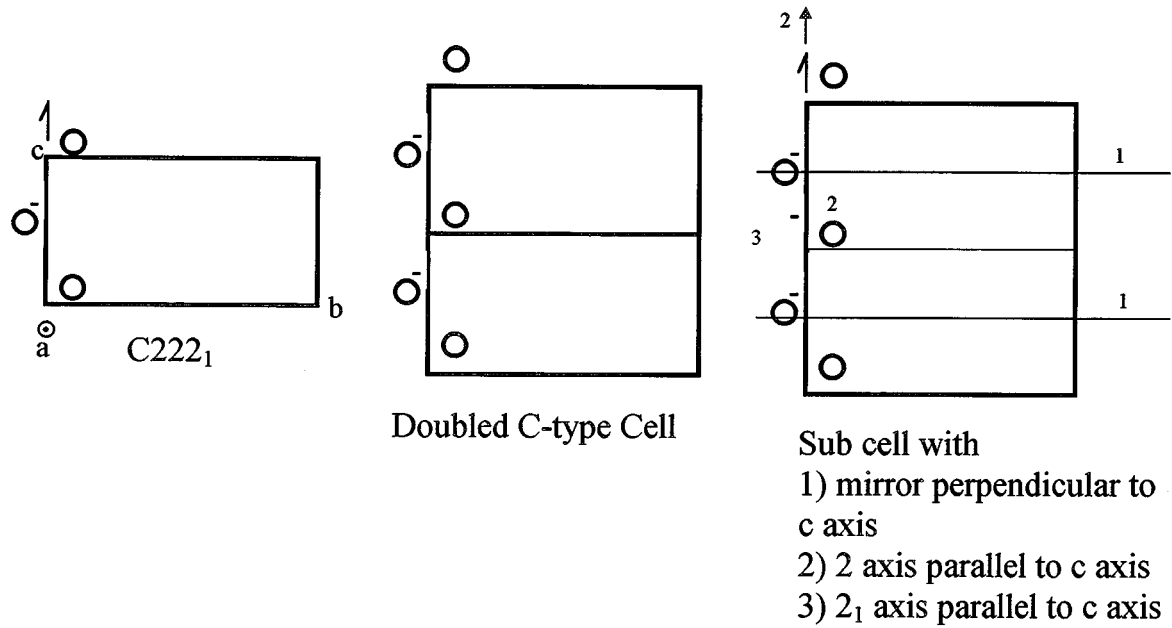 c
b
a
C222₁
-
-
-
Doubled C-type Cell
2
-
1
2
-
3
-
1
Sub cell with
1) mirror perpendicular to
c axis
2) 2 axis parallel to c axis
3) 2₁ axis parallel to c axis